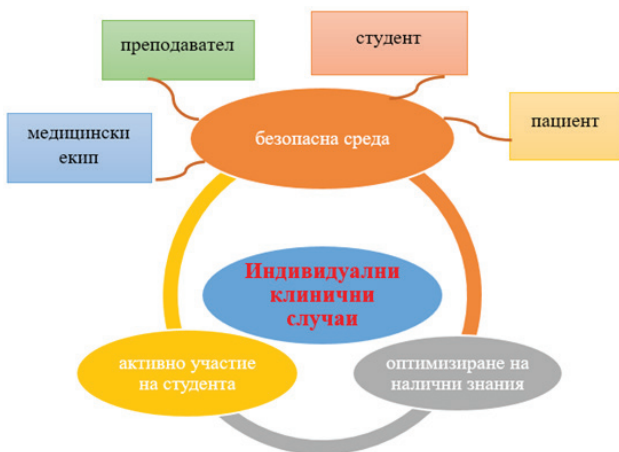 преподавател
студент
медицински
екип
безопасна среда
пациент
Индивидуални
клинични
случаи
активно участие
на студента
оптимизиране на
налични знания